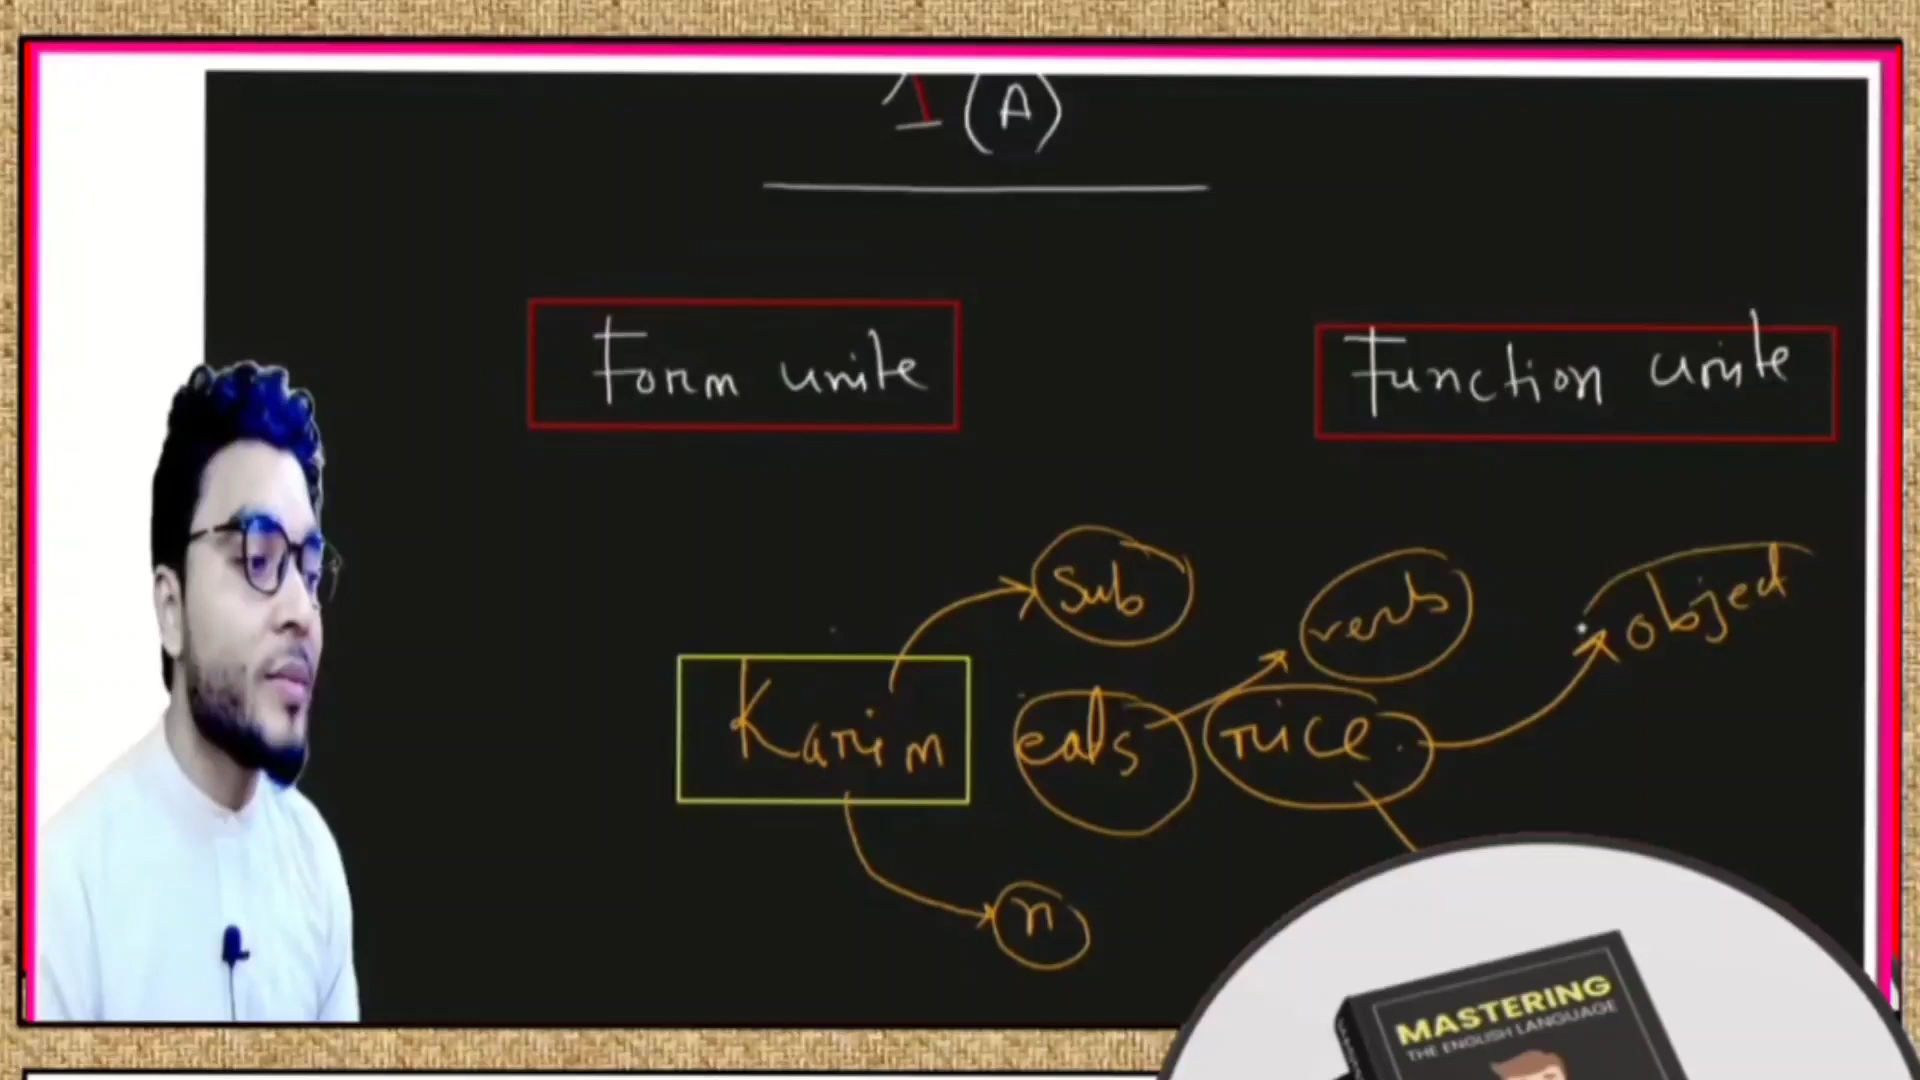 1 (A)
Form unite
Function unite
Sub
verb
object
Karim eats rice
n
MASTERING
THE ENGLISH LANGUAGE